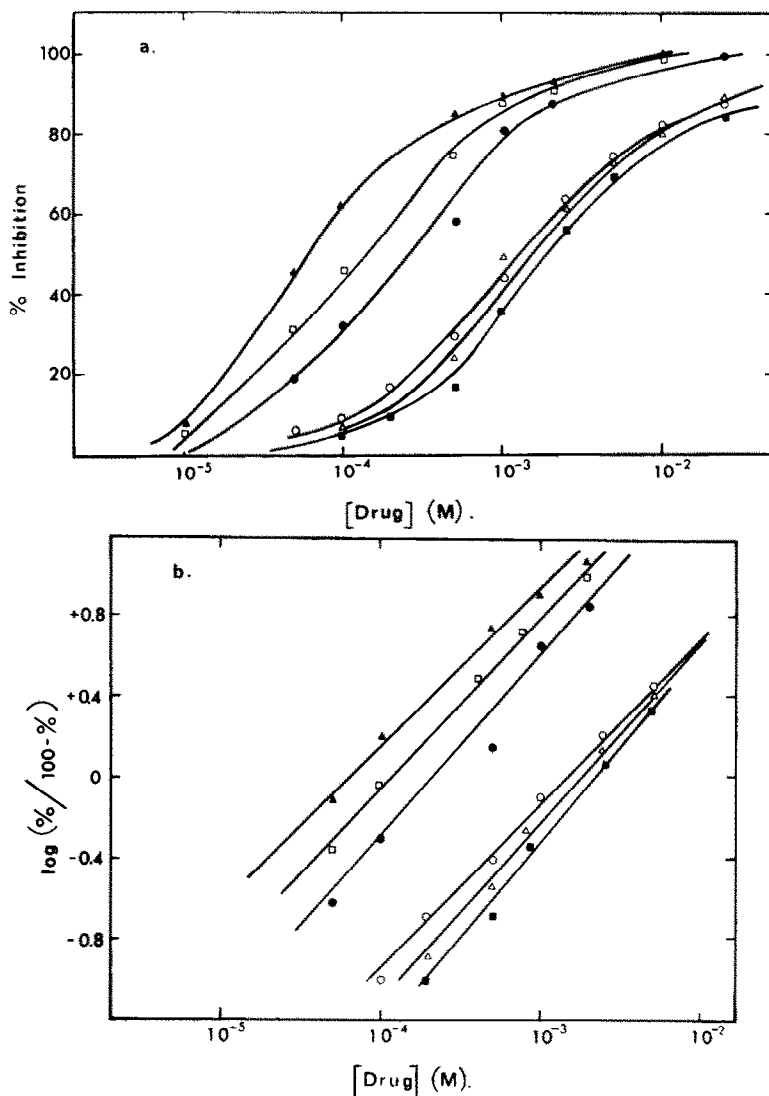 a.
100
80
60
40
20
% Inhibition
10⁻⁵ 10⁻⁴ 10⁻³ 10⁻²
[Drug] (M).
b.
+0.8
+0.4
0
-0.4
-0.8
log (%/100-%)
10⁻⁵ 10⁻⁴ 10⁻³ 10⁻²
[Drug] (M).